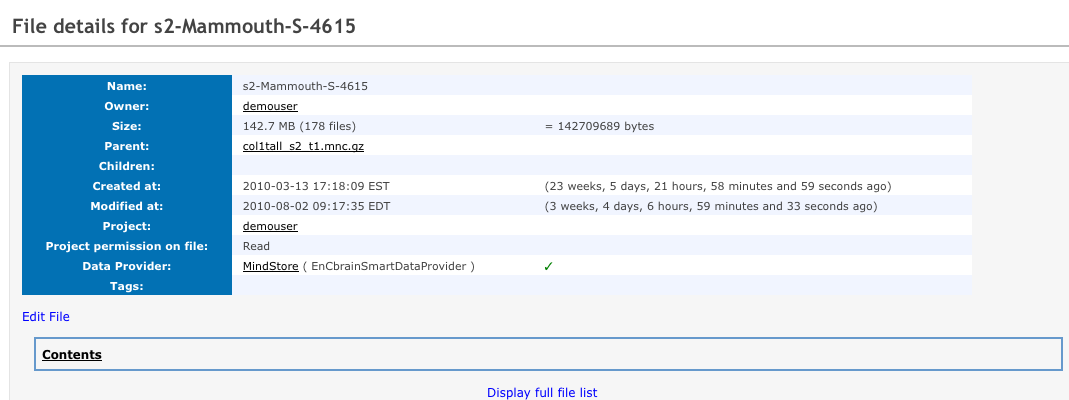 File details for s2-Mammouth-S-4615
Name: s2-Mammouth-S-4615
Owner: demouser
Size: 142.7 MB (178 files) = 142709689 bytes
Parent: col1tall_s2_t1.mnc.gz
Children:
Created at: 2010-03-13 17:18:09 EST (23 weeks, 5 days, 21 hours, 58 minutes and 59 seconds ago)
Modified at: 2010-08-02 09:17:35 EDT (3 weeks, 4 days, 6 hours, 59 minutes and 33 seconds ago)
Project: demouser
Project permission on file: Read
Data Provider: MindStore ( EnCbrainSmartDataProvider ) ✓
Tags:
Edit File
Contents
Display full file list